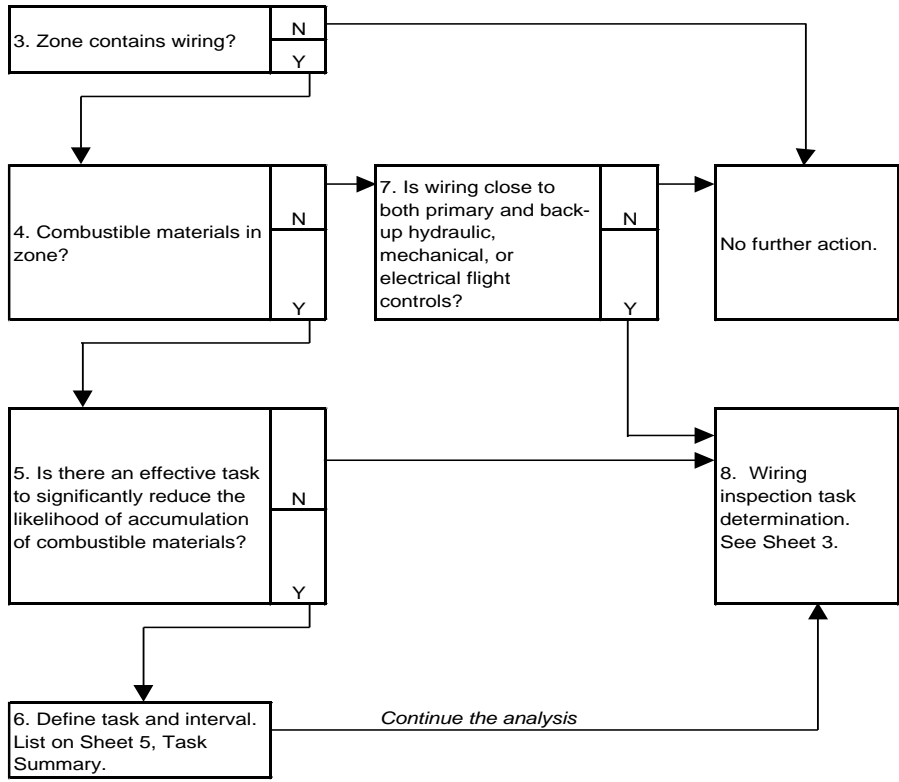 3. Zone contains wiring?
N
Y
4. Combustible materials in
zone?
N
Y
7. Is wiring close to
both primary and back-
up hydraulic,
mechanical, or
electrical flight
controls?
N
Y
No further action.
5. Is there an effective task
to significantly reduce the
likelihood of accumulation
of combustible materials?
N
Y
8. Wiring
inspection task
determination.
See Sheet 3.
6. Define task and interval.
List on Sheet 5, Task
Summary.
Continue the analysis